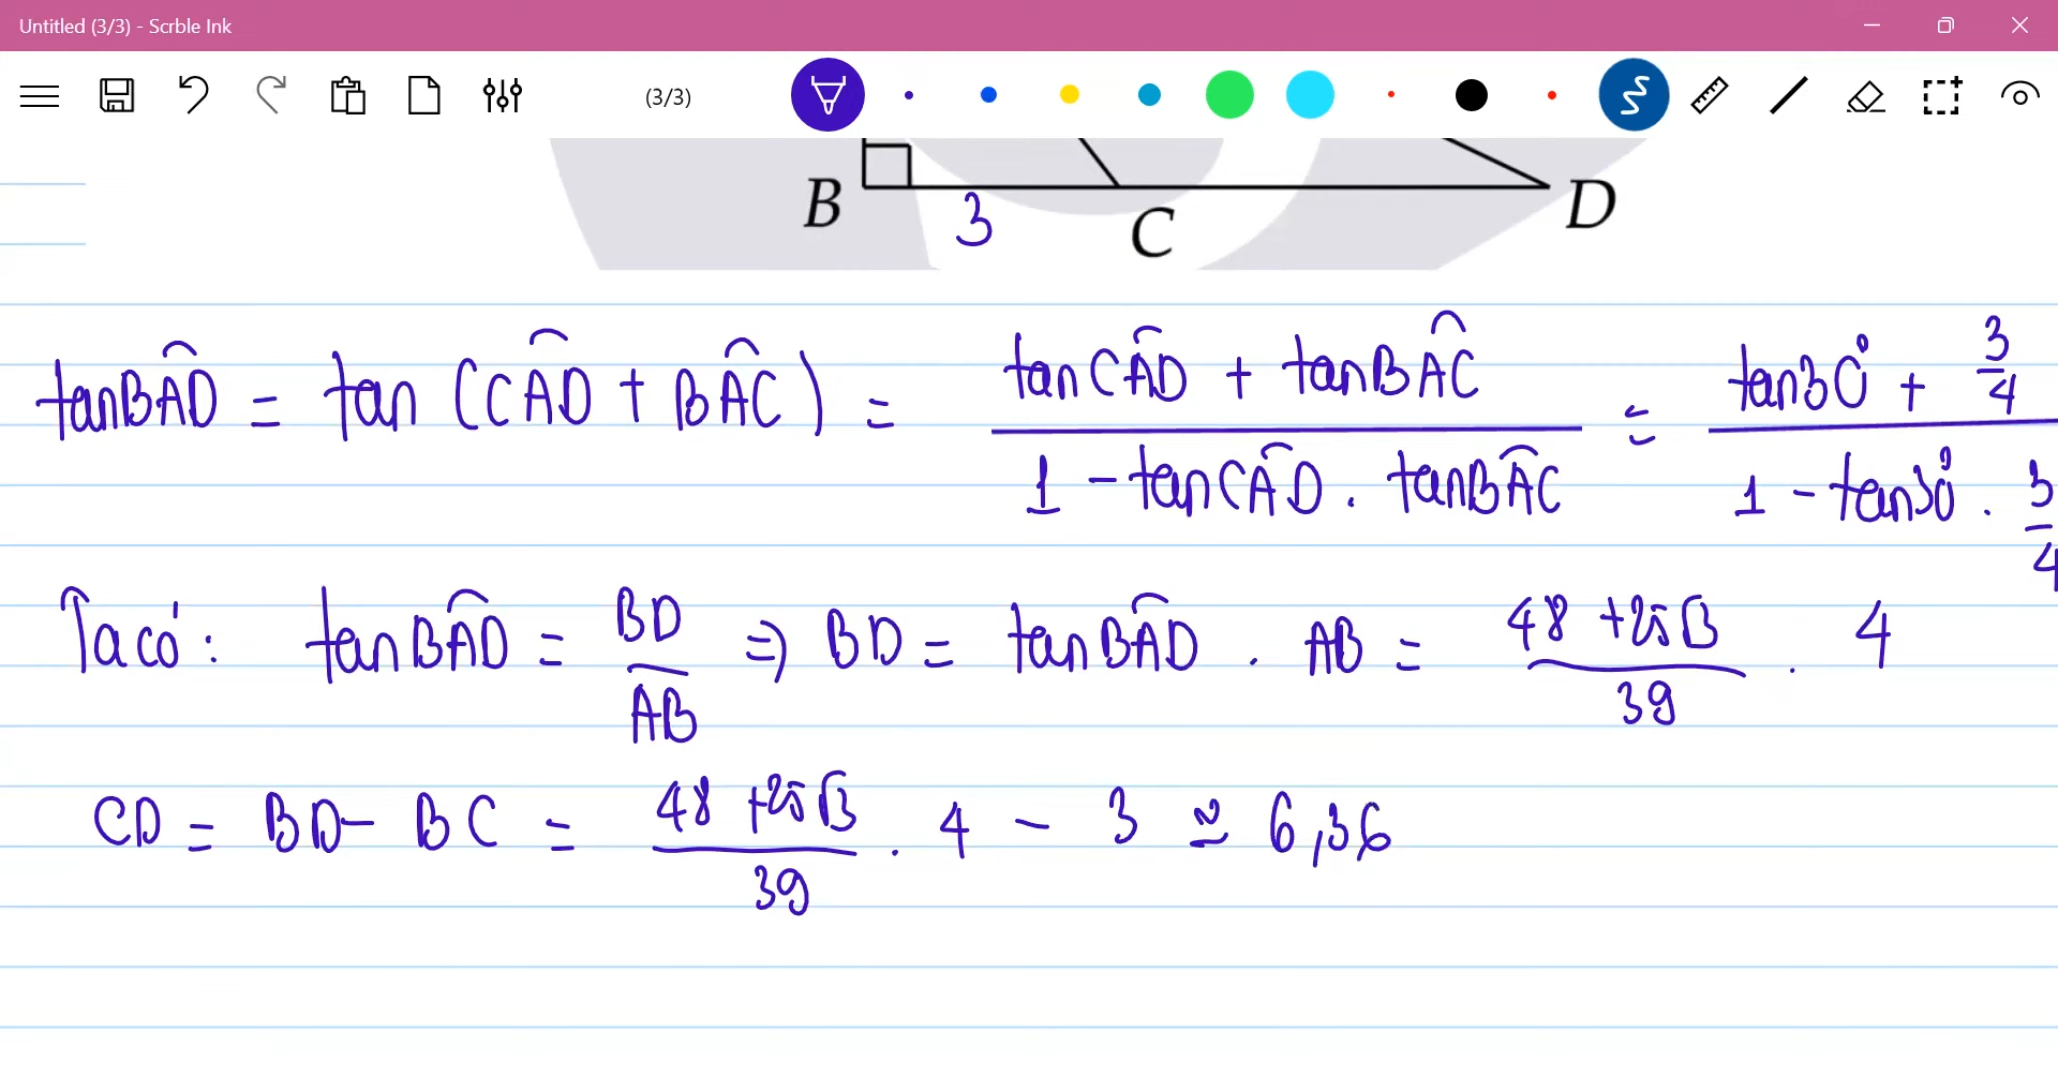 Untitled (3/3) - Scrble Ink
(3/3)
B 3 C D
tanBÂD = tan (CÂD + BÂC) = (tanCÂD + tanBÂC) / (1 - tanCÂD . tanBÂC) = (tan30° + 3/4) / (1 - tan30° . 3/4)
Ta có: tanBÂD = BD/AB => BD = tanBÂD . AB = (48 + 25√3)/39 . 4
CD = BD - BC = (48 + 25√3)/39 . 4 - 3 ≃ 6,36